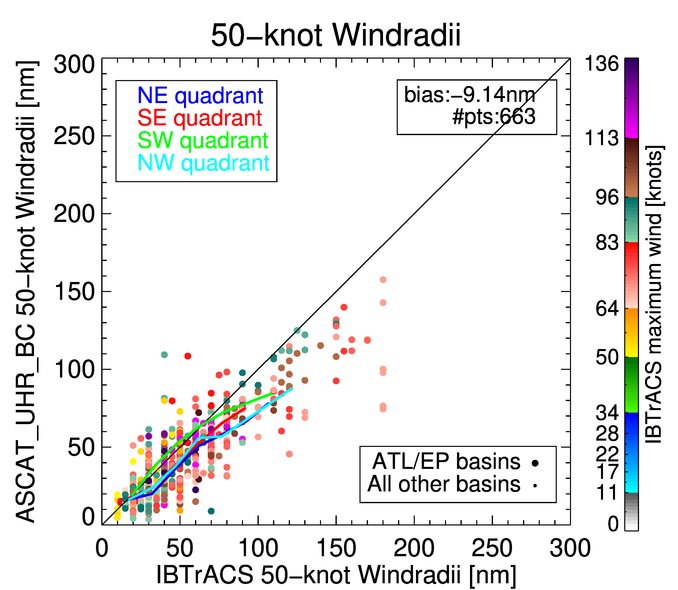 50−knot Windradii
ASCAT_UHR_BC 50−knot Windradii [nm]
300
250
200
150
100
50
0
NE quadrant
SE quadrant
SW quadrant
NW quadrant
bias:−9.14nm
#pts:663
ATL/EP basins
All other basins
0 50 100 150 200 250 300
IBTrACS 50−knot Windradii [nm]
136
113
96
83
64
50
34
28
22
17
11
0
IBTrACS maximum wind [knots]